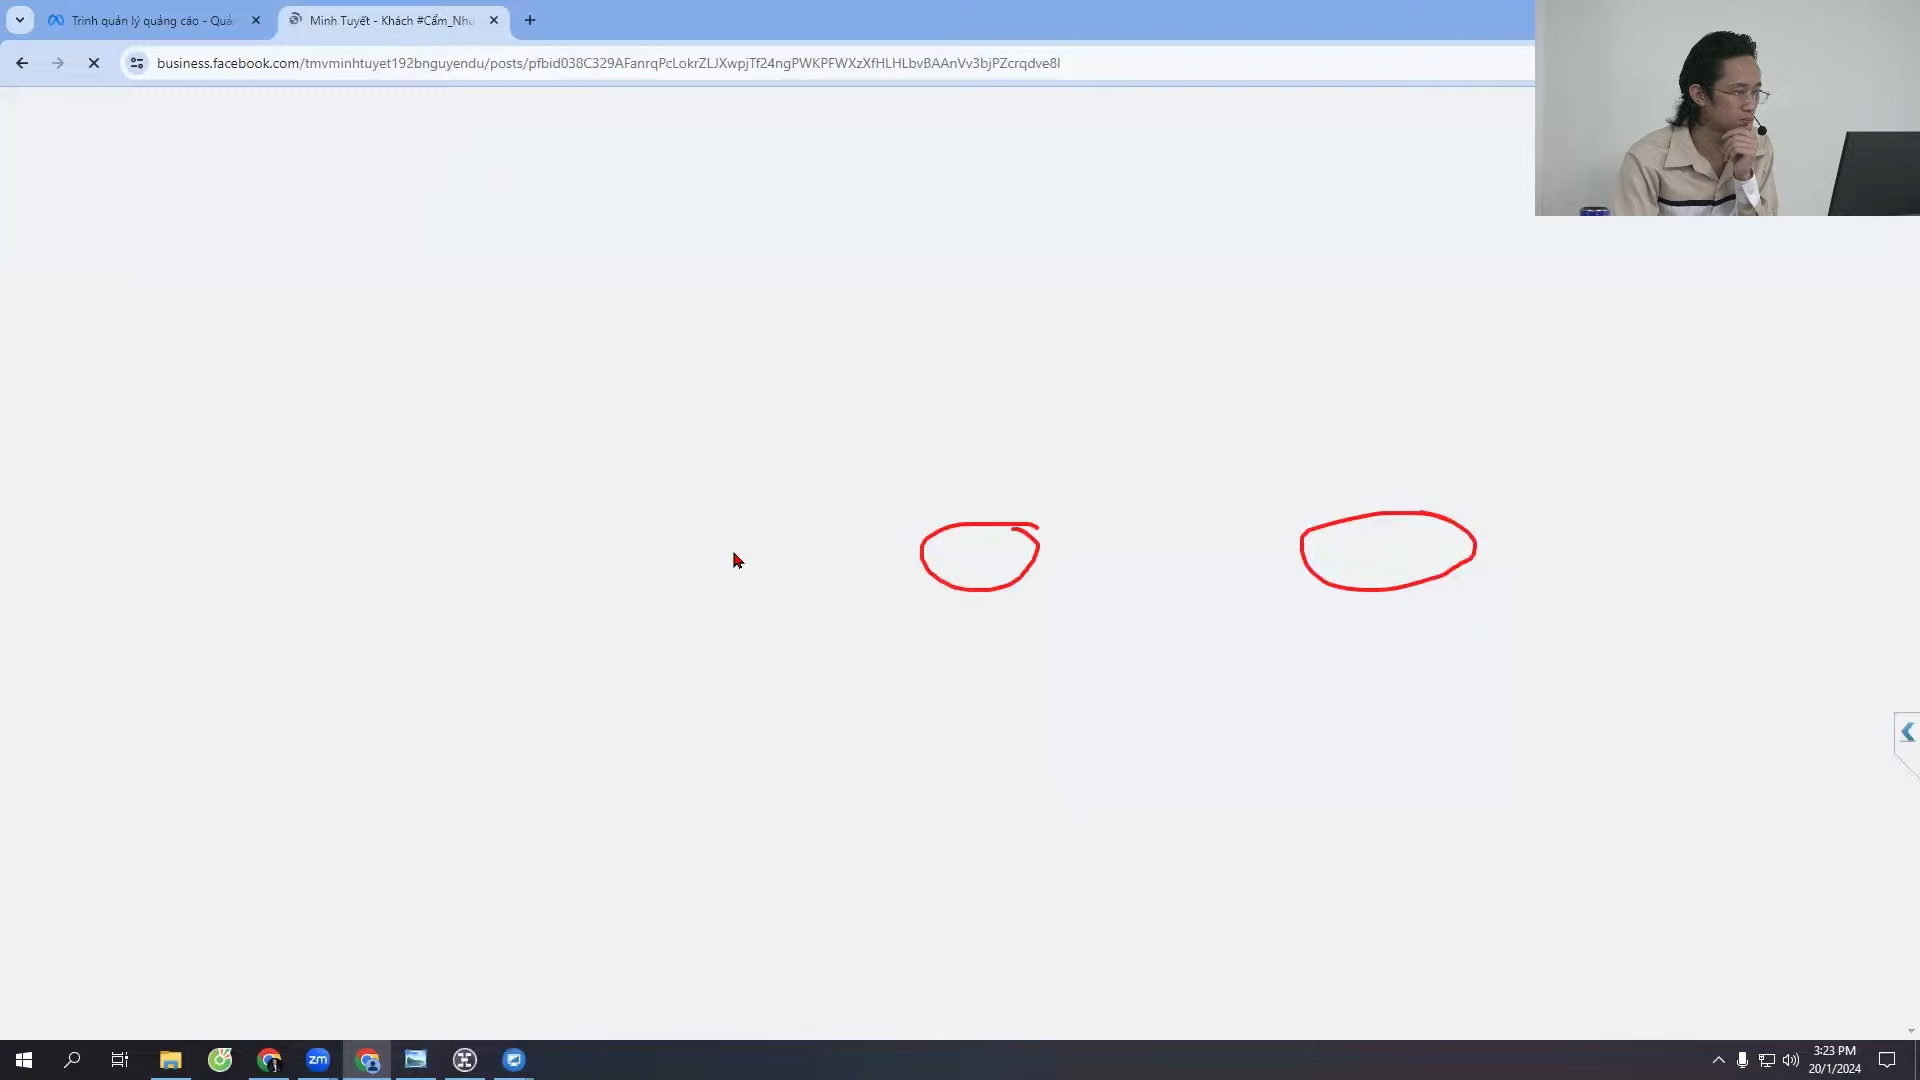 Trình quản lý quảng cáo - Quả
Minh Tuyết - Khách #Cẩm_Nhu
business.facebook.com/tmvminhtuyet192bnguyendu/posts/pfbid038C329AFanrqPcLokrZLJXwpjTf24ngPWKPFWXzXfHLHLbvBAAnVv3bjPZcrqdve8l
zm
3:23 PM
20/1/2024